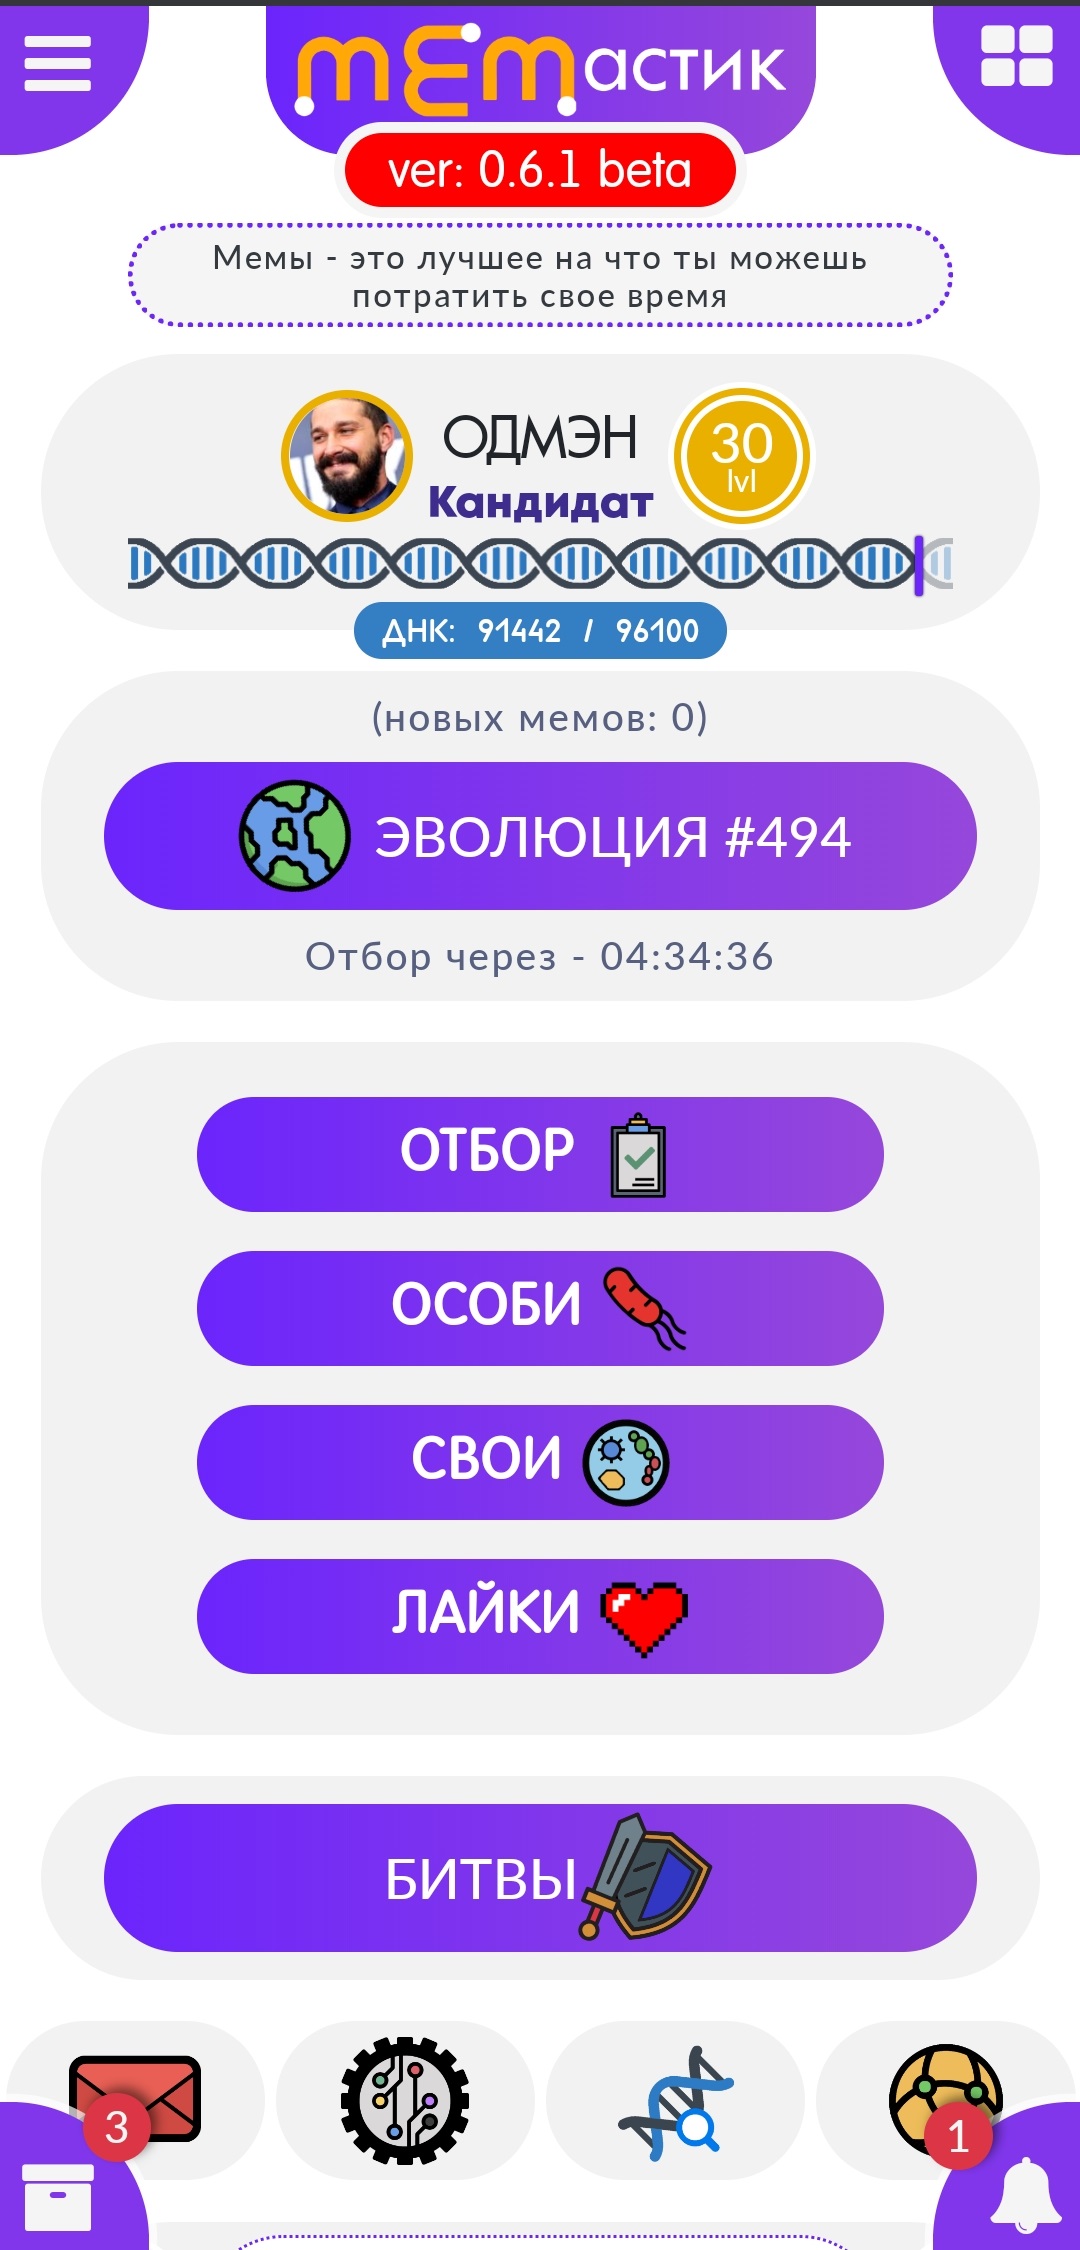 мемастик
ver: 0.6.1 beta
Мемы - это лучшее на что ты можешь
потратить свое время
ОДМЭН
Кандидат
30
lvl
ДНК: 91442 / 96100
(новых мемов: 0)
ЭВОЛЮЦИЯ #494
Отбор через - 04:34:36
ОТБОР
ОСОБИ
СВОИ
ЛАЙКИ
БИТВЫ
3
1